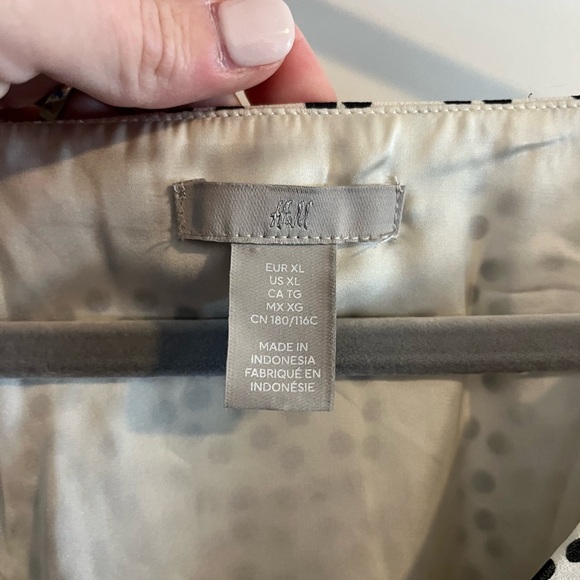 H&M
EUR XL
US XL
CA TG
MX XG
CN 180/116C
MADE IN
INDONESIA
FABRIQUÉ EN
INDONÉSIE